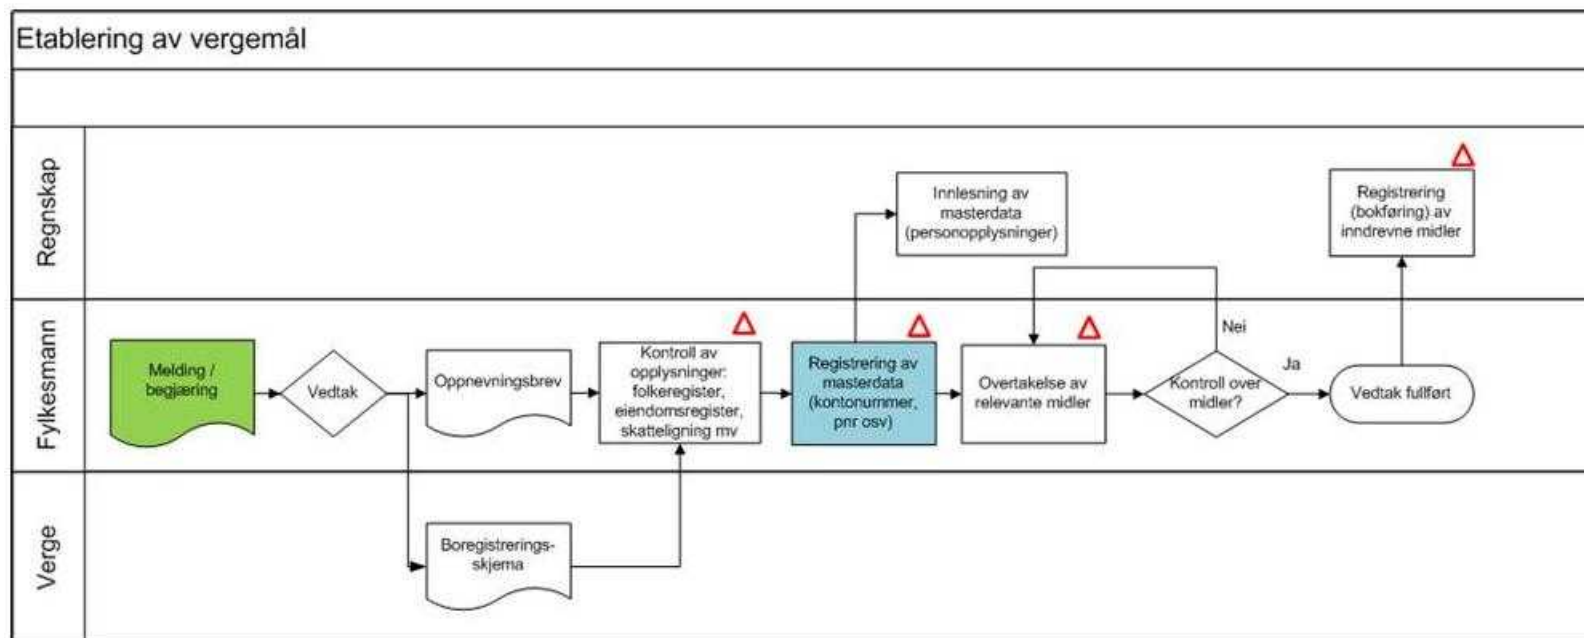 Etablering av vergemål
Regnskap
Innlesning av
masterdata
(personopplysninger)
Registrering
(bokføring) av
inndrevne midler
Fylkesmann
Melding /
begjæring
Vedtak
Oppnevningsbrev
Kontroll av
opplysninger:
folkeregister,
eiendomsregister,
skatteligning mv
Registrering av
masterdata
(kontonummer,
pnr osv)
Overtakelse av
relevante midler
Kontroll over
midler?
Nei
Ja
Vedtak fullført
Verge
Boregistrerings-
skjema